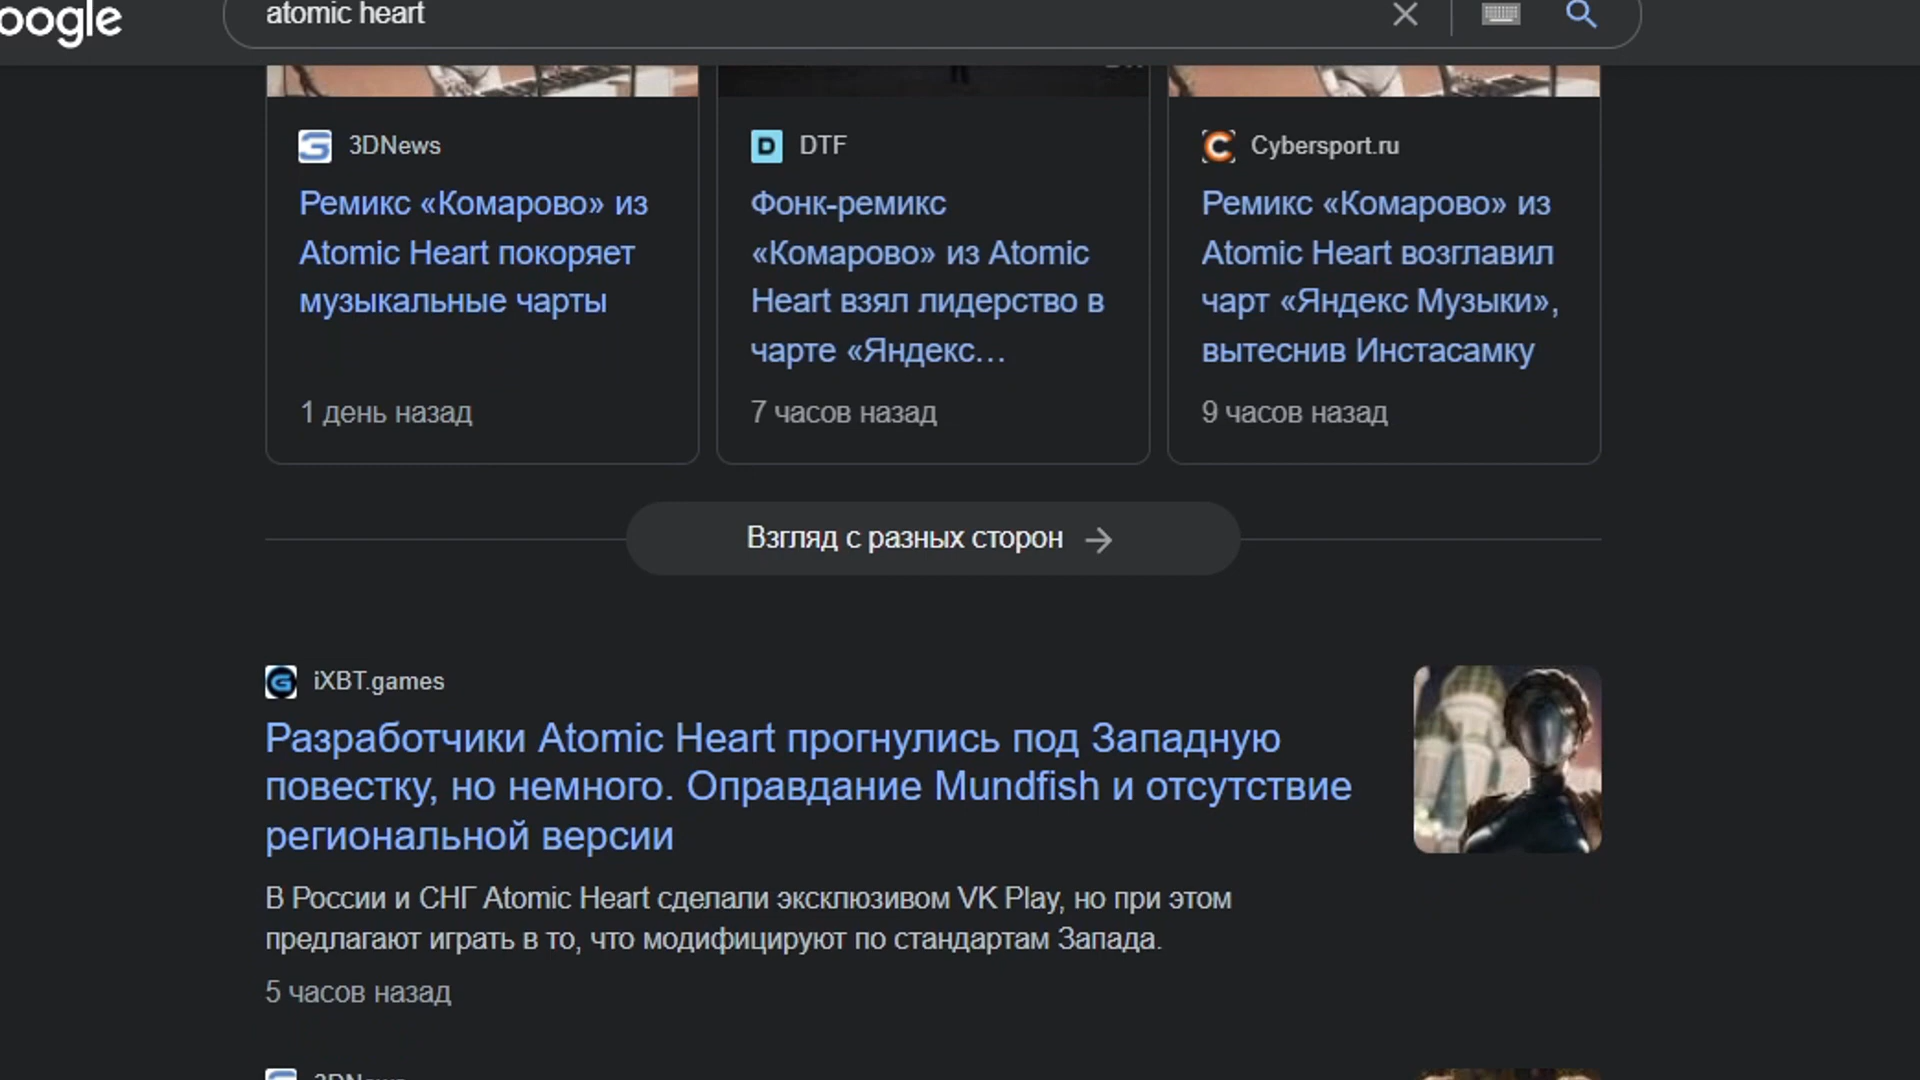 oogle
atomic heart
3DNews
Ремикс «Комарово» из
Atomic Heart покоряет
музыкальные чарты
1 день назад
DTF
Фонк-ремикс
«Комарово» из Atomic
Heart взял лидерство в
чарте «Яндекс...
7 часов назад
Cybersport.ru
Ремикс «Комарово» из
Atomic Heart возглавил
чарт «Яндекс Музыки»,
вытеснив Инстасамку
9 часов назад
Взгляд с разных сторон →
iXBT.games
Разработчики Atomic Heart прогнулись под Западную
повестку, но немного. Оправдание Mundfish и отсутствие
региональной версии
В России и СНГ Atomic Heart сделали эксклюзивом VK Play, но при этом
предлагают играть в то, что модифицируют по стандартам Запада.
5 часов назад
3DNews